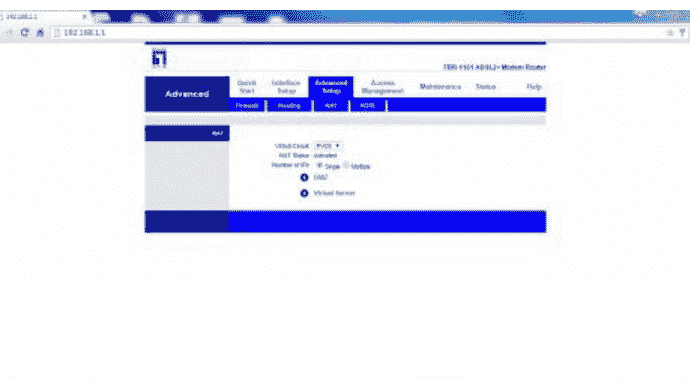 192.168.1.1
192.168.1.1
ADSL2+ Modem Router
Advanced
Quick Start
Interface Setup
Advanced Setup
Access Management
Maintenance
Status
Help
Firewall
Routing
NAT
ADSL
NAT
Virtual Circuit : PVC0
NAT Status : Activated
Number of IPs : Single Multiple
DMZ
Virtual Server